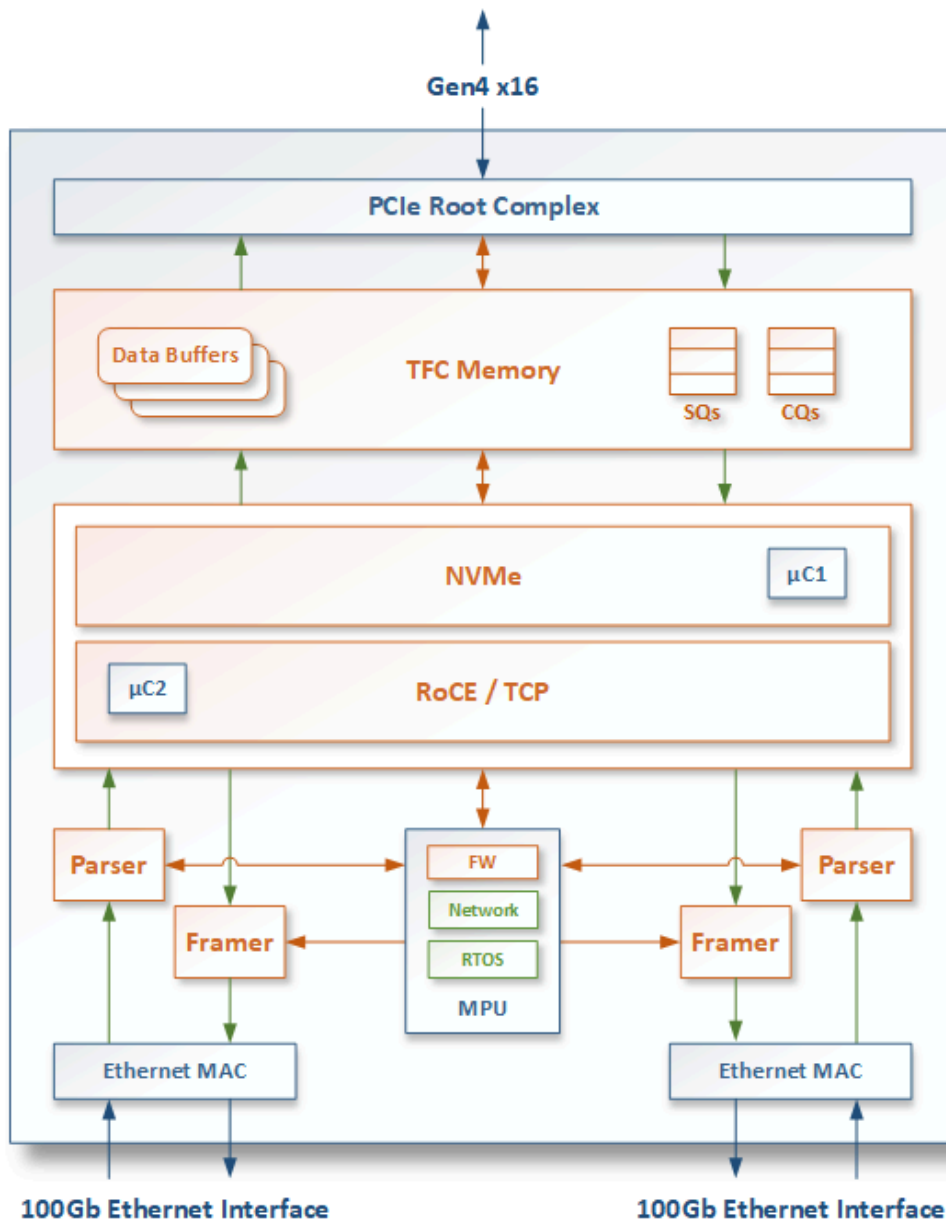 Gen4 x16
PCIe Root Complex
Data Buffers
TFC Memory
SQs
CQs
NVMe
µC1
µC2
RoCE / TCP
Parser
FW
Parser
Network
Framer
Framer
RTOS
MPU
Ethernet MAC
Ethernet MAC
100Gb Ethernet Interface
100Gb Ethernet Interface